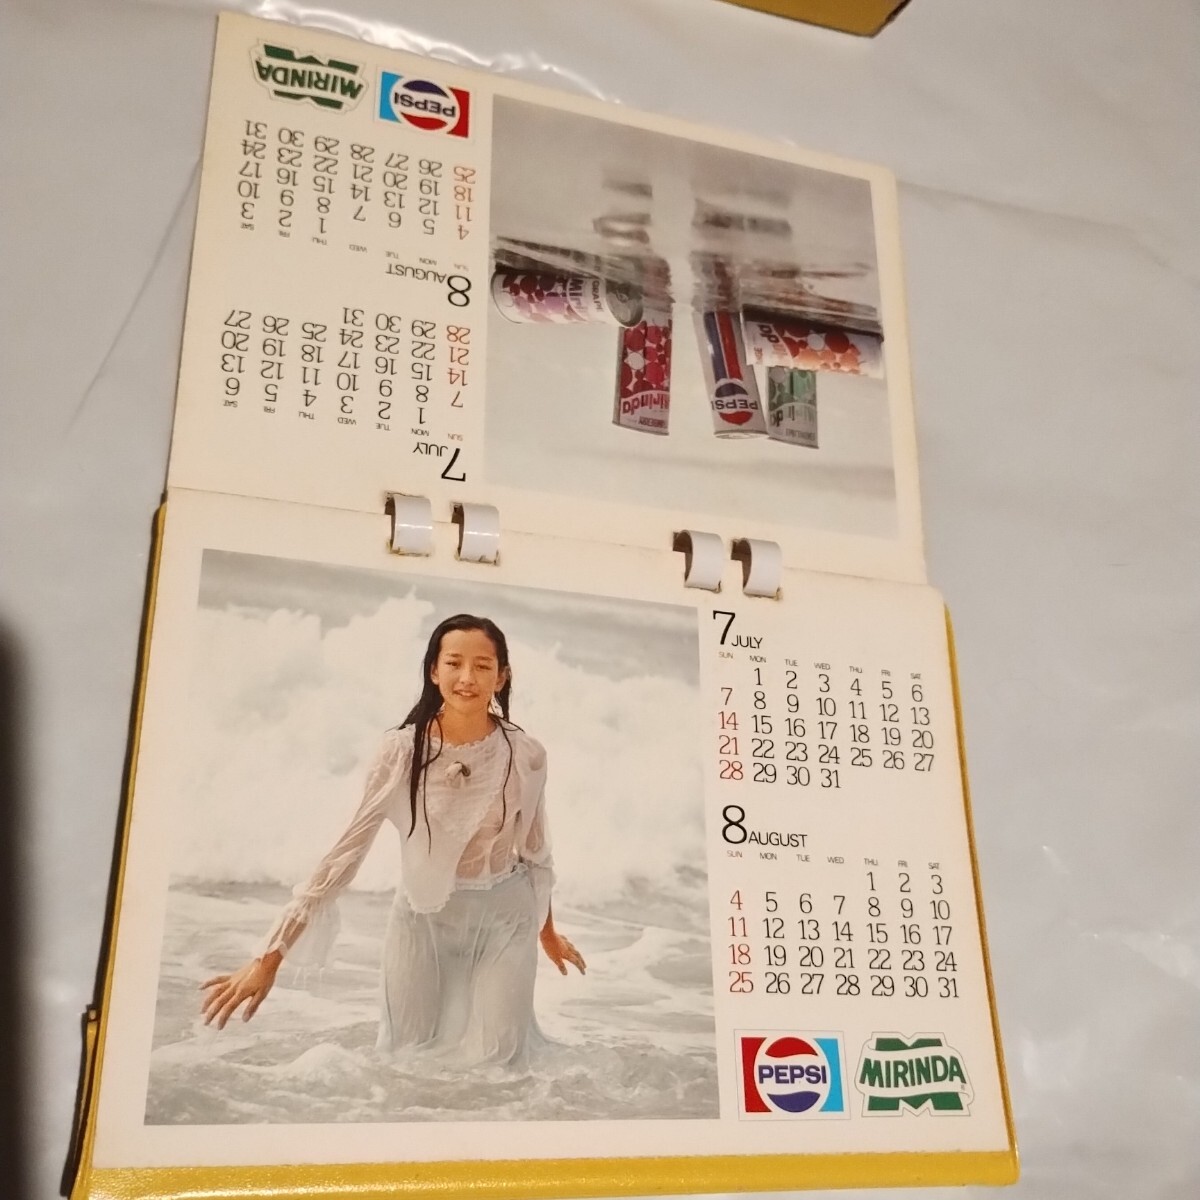 MIRINDA
PEPSI
7 JULY
SUN MON TUE WED THU FRI SAT
1 2 3 4 5 6
7 8 9 10 11 12 13
14 15 16 17 18 19 20
21 22 23 24 25 26 27
28 29 30 31
8 AUGUST
SUN MON TUE WED THU FRI SAT
1 2 3
4 5 6 7 8 9 10
11 12 13 14 15 16 17
18 19 20 21 22 23 24
25 26 27 28 29 30 31
GRAPE
Mirinda
Mirinda
PEPSI
7 JULY
SUN MON TUE WED THU FRI SAT
1 2 3 4 5 6
7 8 9 10 11 12 13
14 15 16 17 18 19 20
21 22 23 24 25 26 27
28 29 30 31
8 AUGUST
SUN MON TUE WED THU FRI SAT
1 2 3
4 5 6 7 8 9 10
11 12 13 14 15 16 17
18 19 20 21 22 23 24
25 26 27 28 29 30 31
PEPSI
MIRINDA